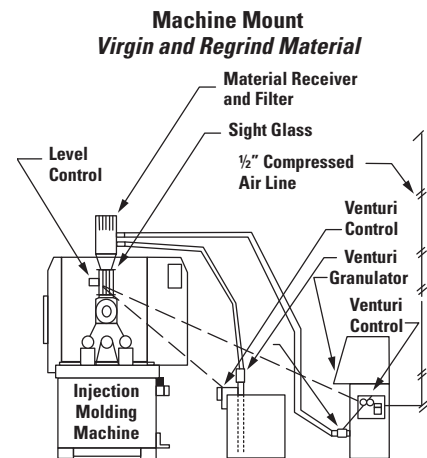 Machine Mount
Virgin and Regrind Material
Material Receiver
and Filter
Sight Glass
Level
Control
½" Compressed
Air Line
Venturi
Control
Venturi
Granulator
Venturi
Control
Injection
Molding
Machine